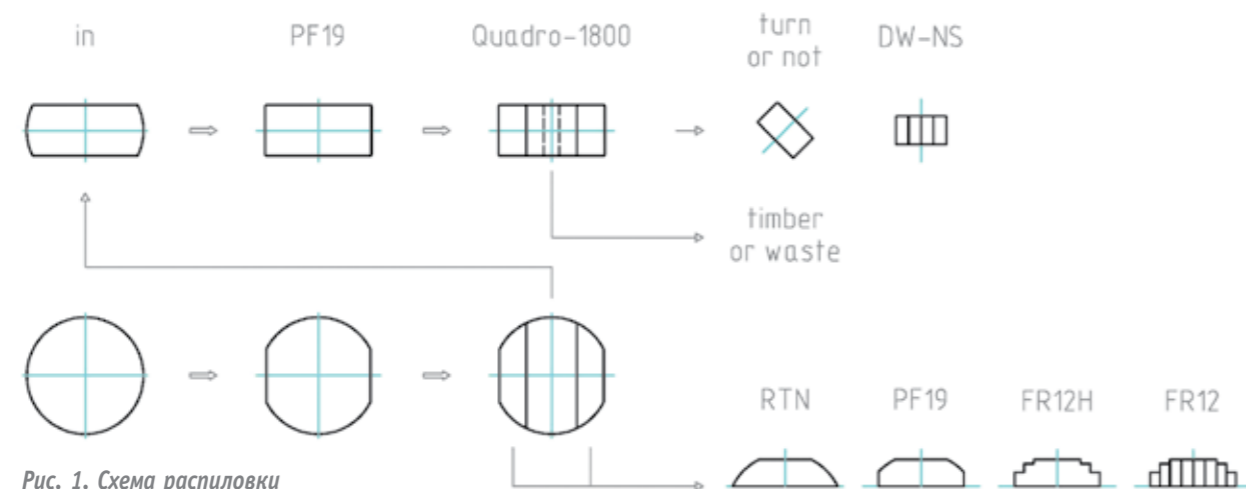 in
PF19
Quadro-1800
turn
or not
DW-NS
timber
or waste
RTN
PF19
FR12H
FR12
Рис. 1. Схема распиловки